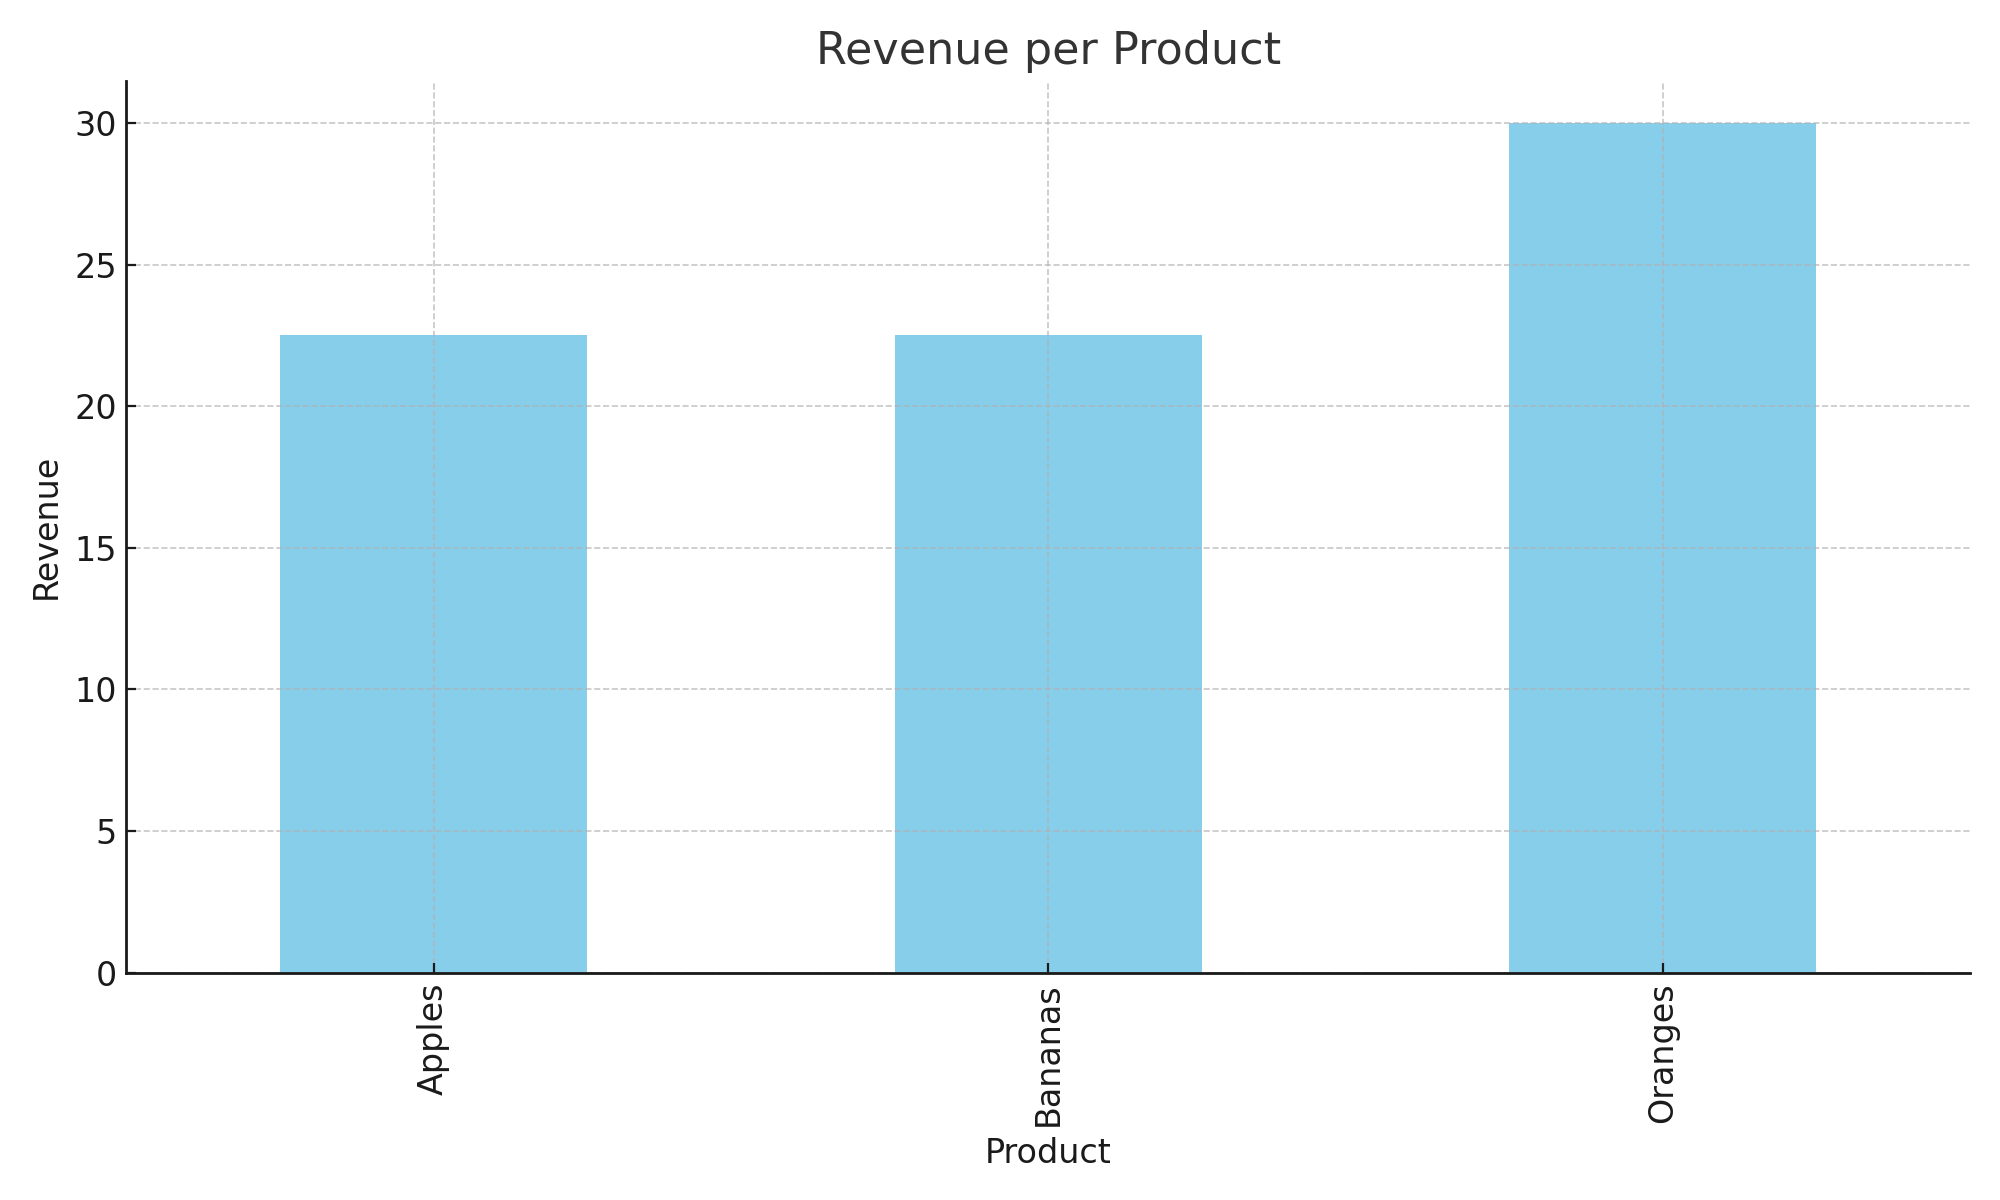 Revenue per Product
Revenue
30
25
20
15
10
5
0
Apples
Bananas
Oranges
Product